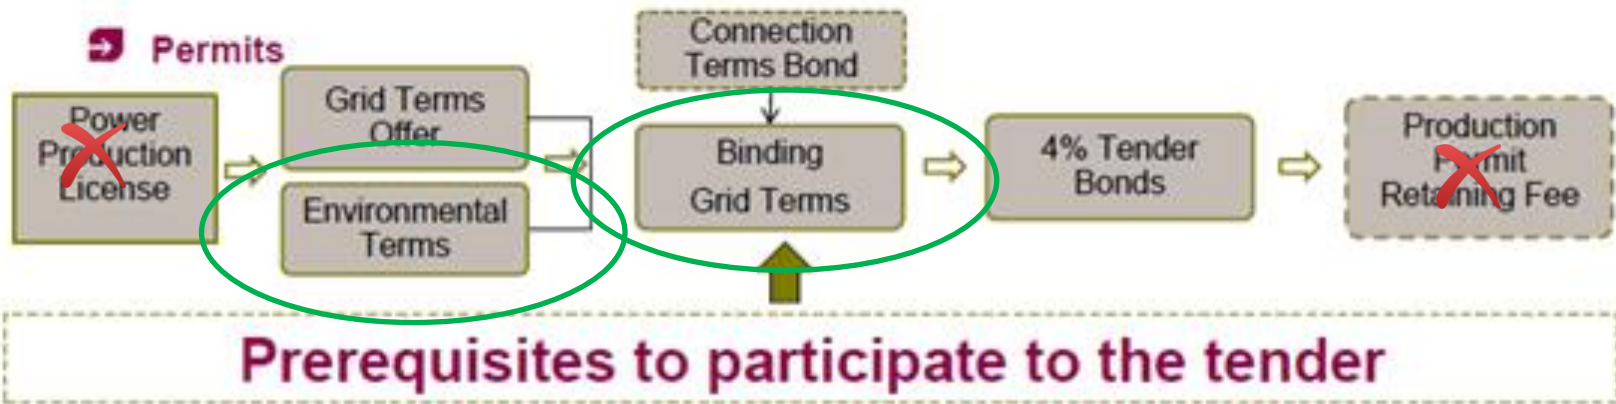 Permits
Power
Production
License
Grid Terms
Offer
Environmental
Terms
Connection
Terms Bond
Binding
Grid Terms
4% Tender
Bonds
Production
Permit
Retaining Fee
Prerequisites to participate to the tender